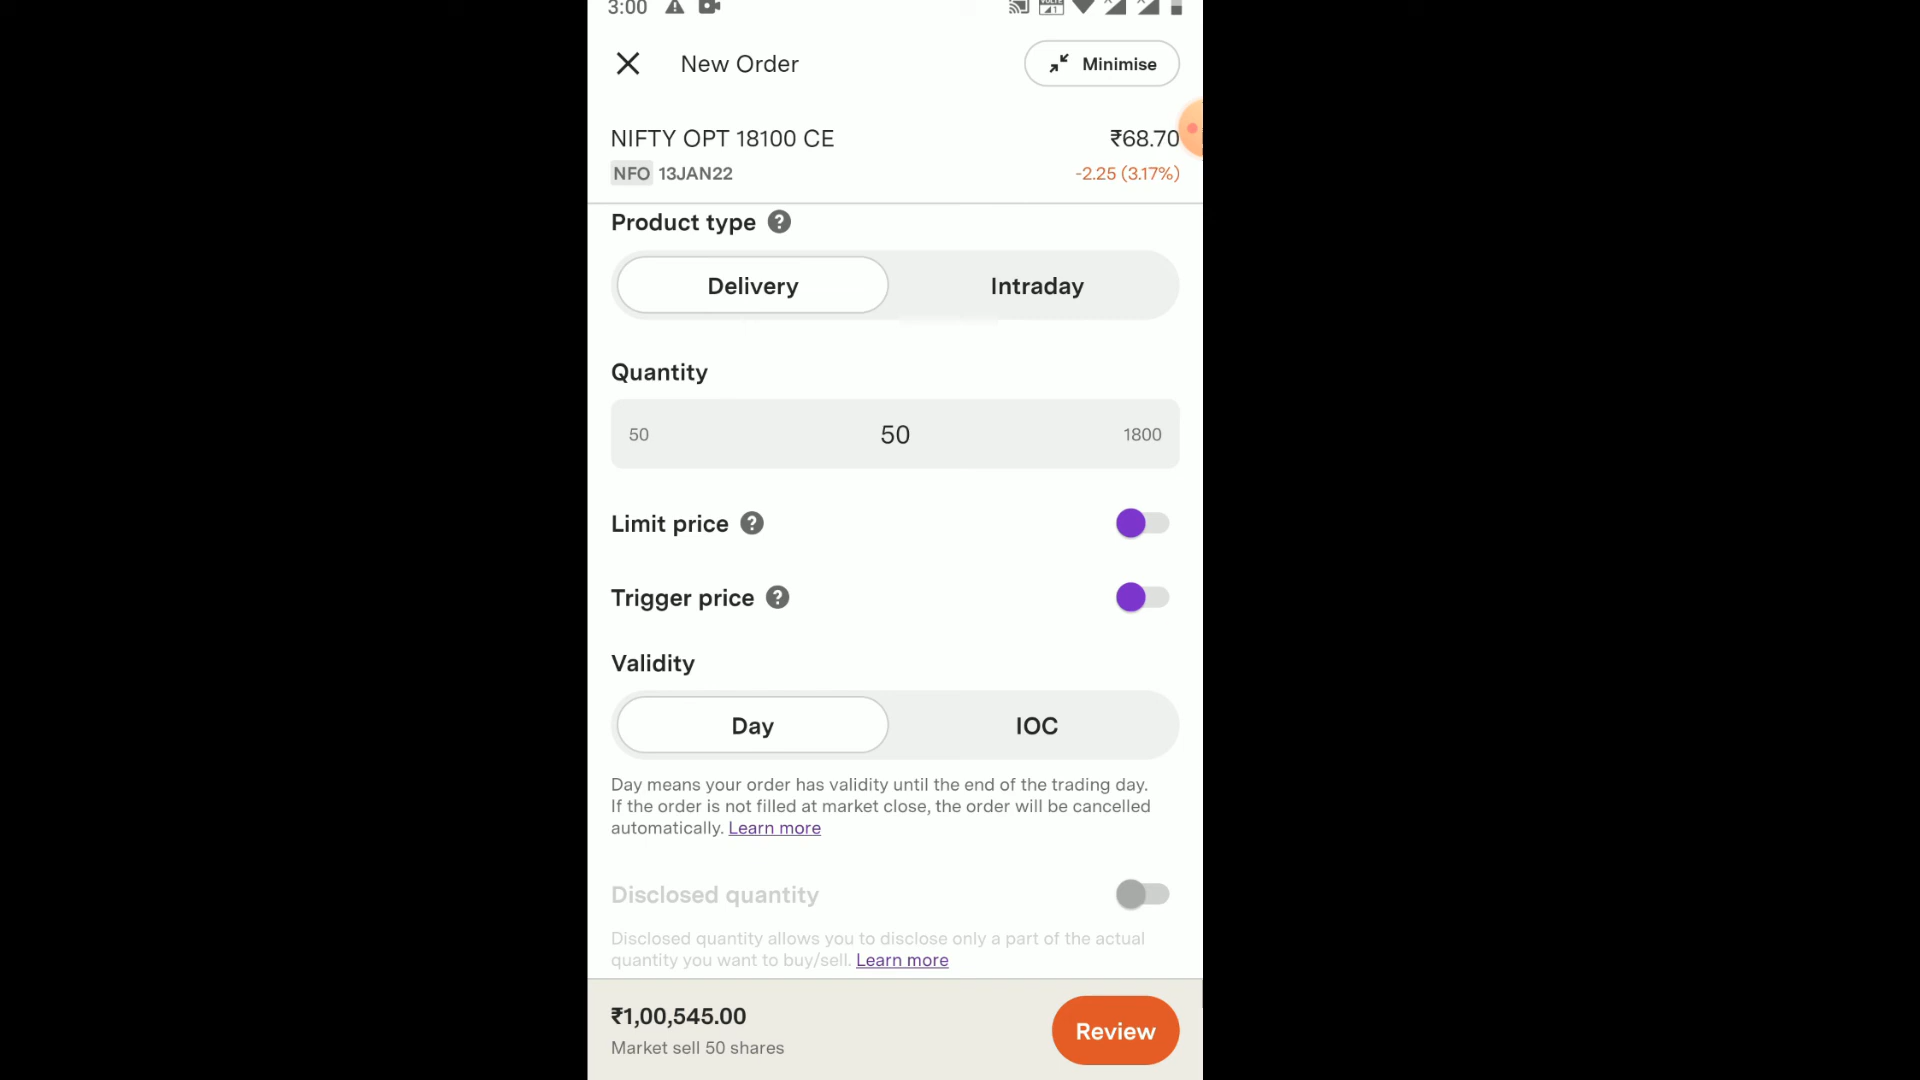 3:00
New Order
Minimise
NIFTY OPT 18100 CE
₹68.70
NFO 13JAN22
-2.25 (3.17%)
Product type ?
Delivery
Intraday
Quantity
50
50
1800
Limit price ?
Trigger price ?
Validity
Day
IOC
Day means your order has validity until the end of the trading day.
If the order is not filled at market close, the order will be cancelled
automatically. Learn more
Disclosed quantity
Disclosed quantity allows you to disclose only a part of the actual
quantity you want to buy/sell. Learn more
₹1,00,545.00
Market sell 50 shares
Review